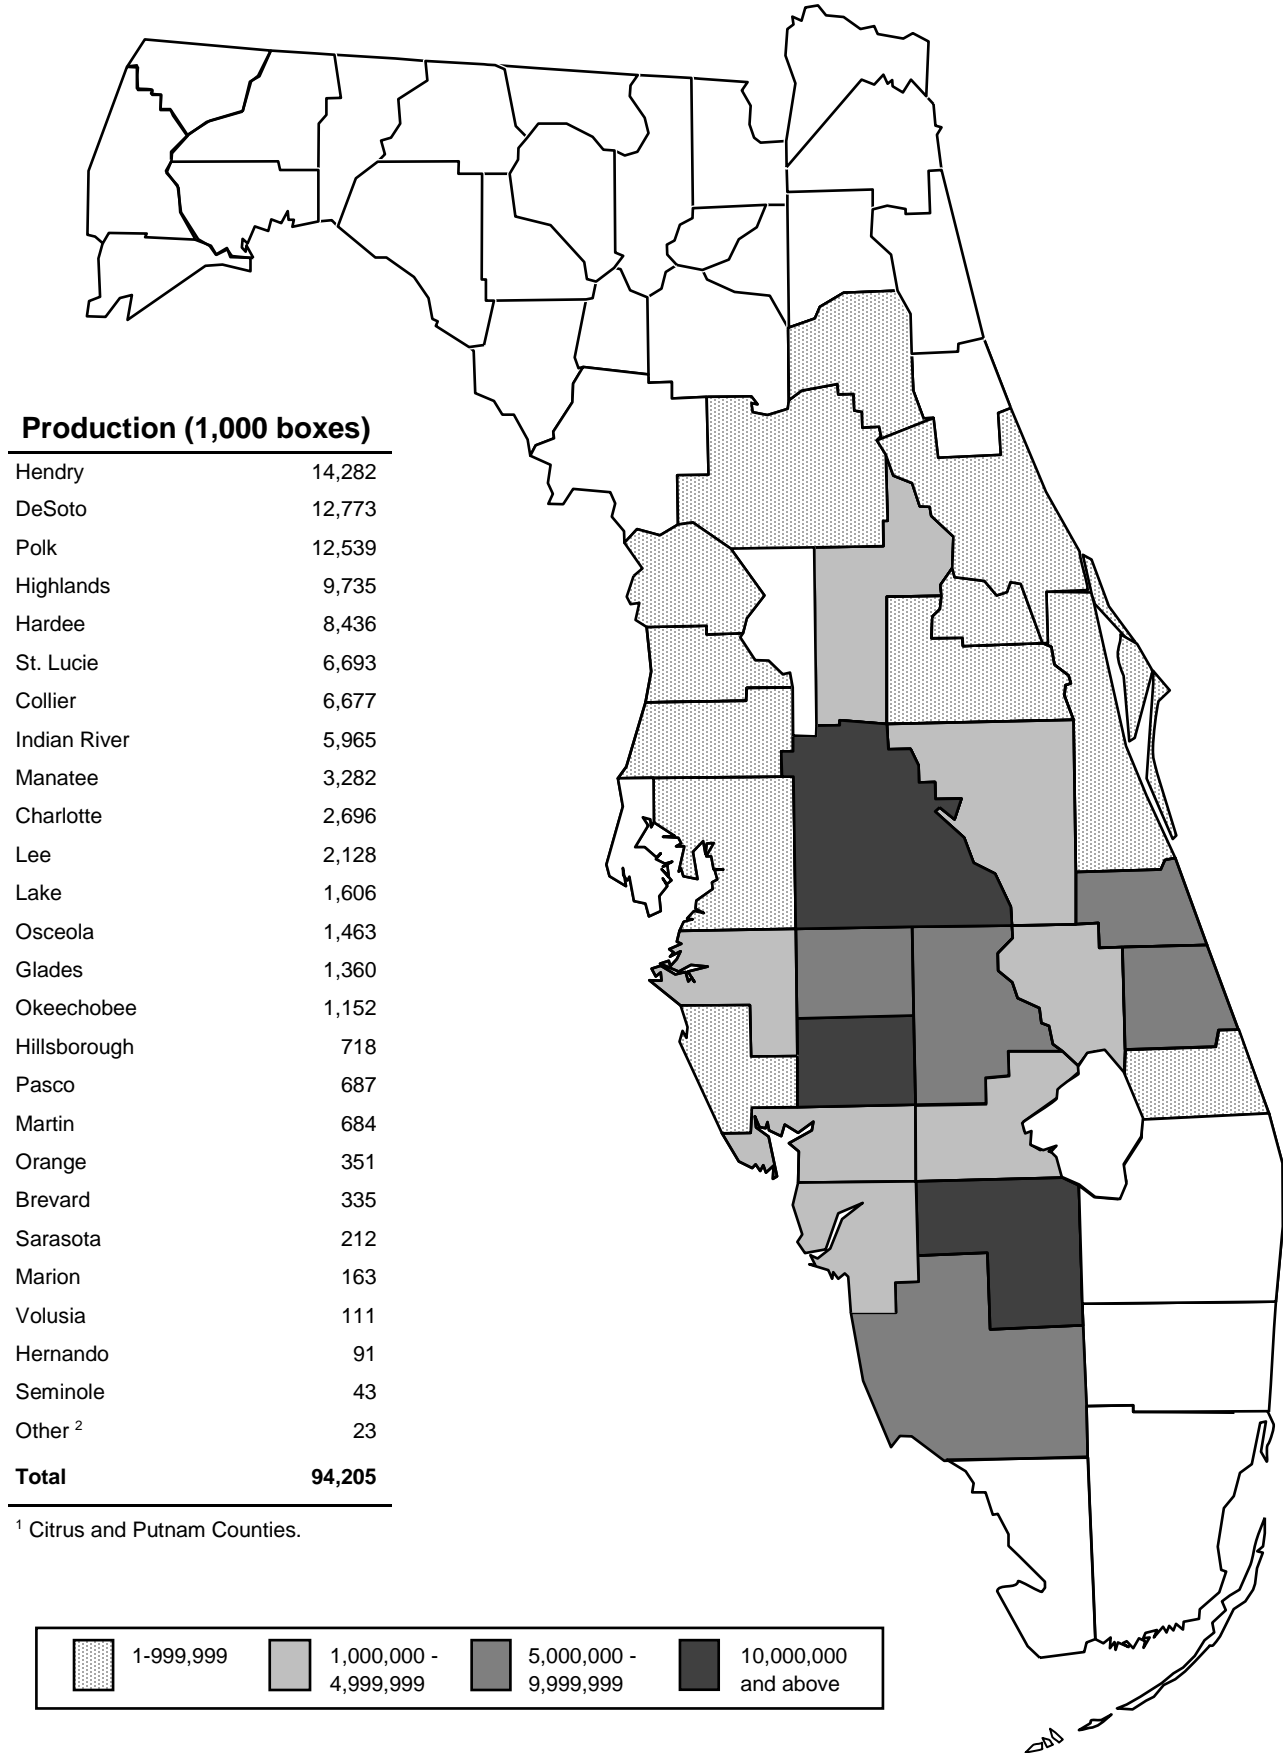 Production (1,000 boxes)
Hendry 14,282
DeSoto 12,773
Polk 12,539
Highlands 9,735
Hardee 8,436
St. Lucie 6,693
Collier 6,677
Indian River 5,965
Manatee 3,282
Charlotte 2,696
Lee 2,128
Lake 1,606
Osceola 1,463
Glades 1,360
Okeechobee 1,152
Hillsborough 718
Pasco 687
Martin 684
Orange 351
Brevard 335
Sarasota 212
Marion 163
Volusia 111
Hernando 91
Seminole 43
Other 2 23
Total 94,205
1 Citrus and Putnam Counties.
1-999,999
1,000,000 -
4,999,999
5,000,000 -
9,999,999
10,000,000
and above